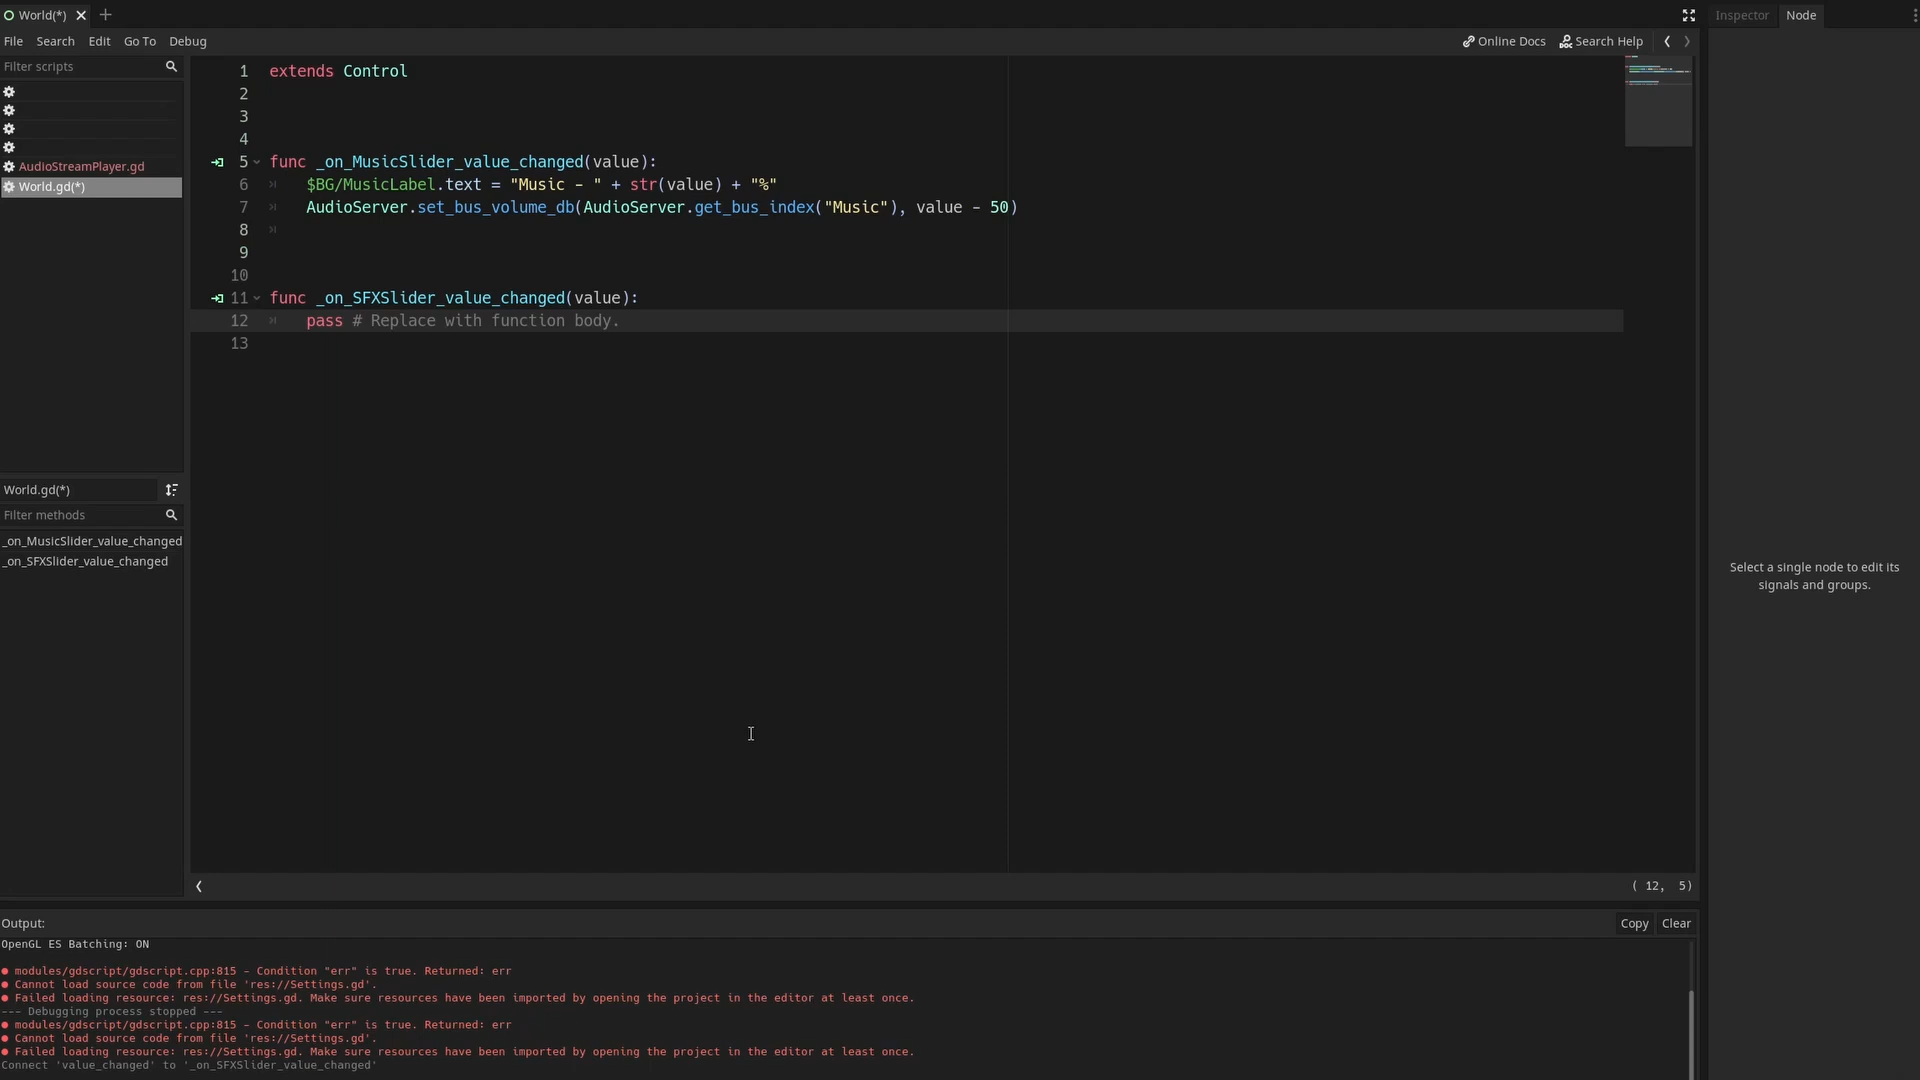 World(*)
Inspector
Node
File
Search
Edit
Go To
Debug
Online Docs
Search Help
Filter scripts
AudioStreamPlayer.gd
World.gd(*)
World.gd(*)
Filter methods
_on_MusicSlider_value_changed
_on_SFXSlider_value_changed
1 extends Control
2
3
4
5 func _on_MusicSlider_value_changed(value):
6 $BG/MusicLabel.text = "Music - " + str(value) + "%"
7 AudioServer.set_bus_volume_db(AudioServer.get_bus_index("Music"), value - 50)
8
9
10
11 func _on_SFXSlider_value_changed(value):
12 pass # Replace with function body.
13
Select a single node to edit its
signals and groups.
( 12, 5)
Output:
Copy
Clear
OpenGL ES Batching: ON
modules/gdscript/gdscript.cpp:815 - Condition "err" is true. Returned: err
Cannot load source code from file 'res://Settings.gd'.
Failed loading resource: res://Settings.gd. Make sure resources have been imported by opening the project in the editor at least once.
--- Debugging process stopped ---
modules/gdscript/gdscript.cpp:815 - Condition "err" is true. Returned: err
Cannot load source code from file 'res://Settings.gd'.
Failed loading resource: res://Settings.gd. Make sure resources have been imported by opening the project in the editor at least once.
Connect 'value_changed' to '_on_SFXSlider_value_changed'